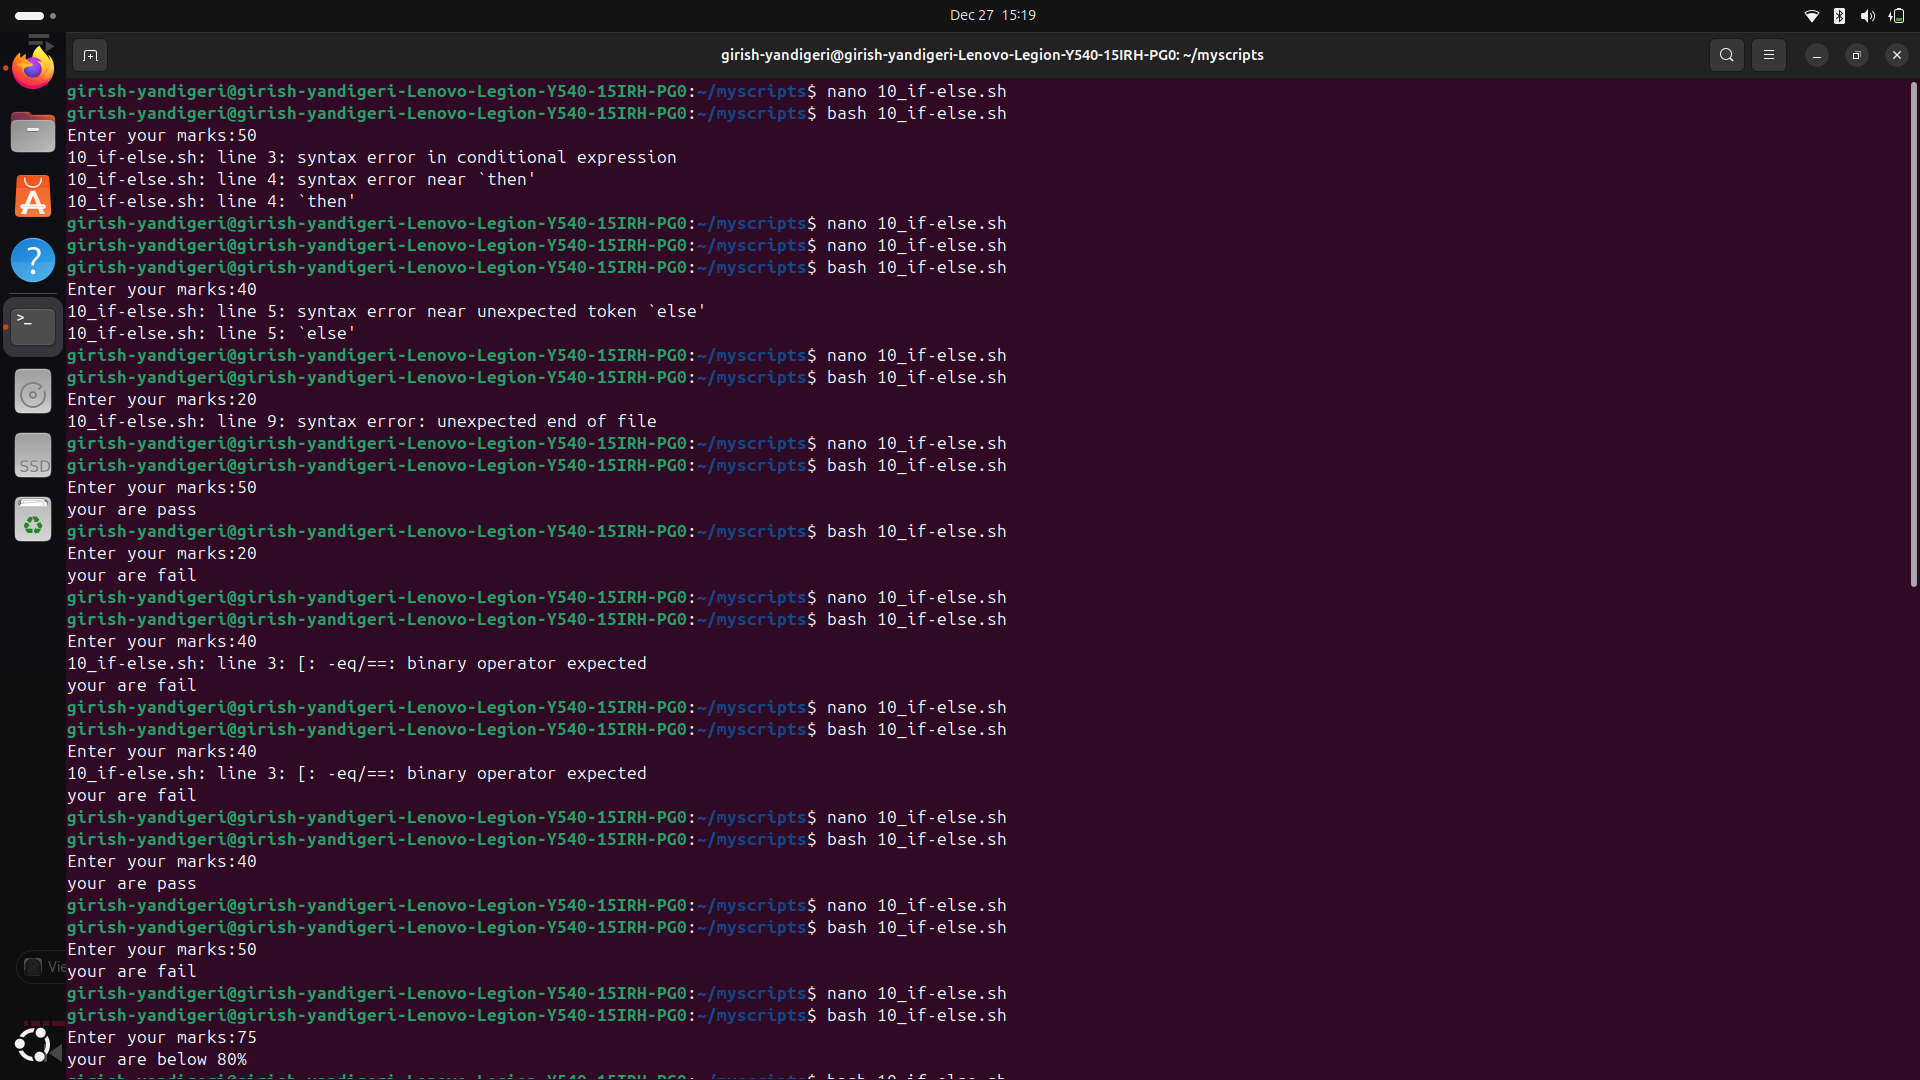 Dec 27 15:19
girish-yandigeri@girish-yandigeri-Lenovo-Legion-Y540-15IRH-PG0: ~/myscripts
girish-yandigeri@girish-yandigeri-Lenovo-Legion-Y540-15IRH-PG0:~/myscripts$ nano 10_if-else.sh
girish-yandigeri@girish-yandigeri-Lenovo-Legion-Y540-15IRH-PG0:~/myscripts$ bash 10_if-else.sh
Enter your marks:50
10_if-else.sh: line 3: syntax error in conditional expression
10_if-else.sh: line 4: syntax error near `then'
10_if-else.sh: line 4: `then'
girish-yandigeri@girish-yandigeri-Lenovo-Legion-Y540-15IRH-PG0:~/myscripts$ nano 10_if-else.sh
girish-yandigeri@girish-yandigeri-Lenovo-Legion-Y540-15IRH-PG0:~/myscripts$ nano 10_if-else.sh
girish-yandigeri@girish-yandigeri-Lenovo-Legion-Y540-15IRH-PG0:~/myscripts$ bash 10_if-else.sh
Enter your marks:40
10_if-else.sh: line 5: syntax error near unexpected token `else'
10_if-else.sh: line 5: `else'
girish-yandigeri@girish-yandigeri-Lenovo-Legion-Y540-15IRH-PG0:~/myscripts$ nano 10_if-else.sh
girish-yandigeri@girish-yandigeri-Lenovo-Legion-Y540-15IRH-PG0:~/myscripts$ bash 10_if-else.sh
Enter your marks:20
10_if-else.sh: line 9: syntax error: unexpected end of file
girish-yandigeri@girish-yandigeri-Lenovo-Legion-Y540-15IRH-PG0:~/myscripts$ nano 10_if-else.sh
girish-yandigeri@girish-yandigeri-Lenovo-Legion-Y540-15IRH-PG0:~/myscripts$ bash 10_if-else.sh
Enter your marks:50
your are pass
girish-yandigeri@girish-yandigeri-Lenovo-Legion-Y540-15IRH-PG0:~/myscripts$ bash 10_if-else.sh
Enter your marks:20
your are fail
girish-yandigeri@girish-yandigeri-Lenovo-Legion-Y540-15IRH-PG0:~/myscripts$ nano 10_if-else.sh
girish-yandigeri@girish-yandigeri-Lenovo-Legion-Y540-15IRH-PG0:~/myscripts$ bash 10_if-else.sh
Enter your marks:40
10_if-else.sh: line 3: [: -eq/==: binary operator expected
your are fail
girish-yandigeri@girish-yandigeri-Lenovo-Legion-Y540-15IRH-PG0:~/myscripts$ nano 10_if-else.sh
girish-yandigeri@girish-yandigeri-Lenovo-Legion-Y540-15IRH-PG0:~/myscripts$ bash 10_if-else.sh
Enter your marks:40
10_if-else.sh: line 3: [: -eq/==: binary operator expected
your are fail
girish-yandigeri@girish-yandigeri-Lenovo-Legion-Y540-15IRH-PG0:~/myscripts$ nano 10_if-else.sh
girish-yandigeri@girish-yandigeri-Lenovo-Legion-Y540-15IRH-PG0:~/myscripts$ bash 10_if-else.sh
Enter your marks:40
your are pass
girish-yandigeri@girish-yandigeri-Lenovo-Legion-Y540-15IRH-PG0:~/myscripts$ nano 10_if-else.sh
girish-yandigeri@girish-yandigeri-Lenovo-Legion-Y540-15IRH-PG0:~/myscripts$ bash 10_if-else.sh
Enter your marks:50
your are fail
girish-yandigeri@girish-yandigeri-Lenovo-Legion-Y540-15IRH-PG0:~/myscripts$ nano 10_if-else.sh
girish-yandigeri@girish-yandigeri-Lenovo-Legion-Y540-15IRH-PG0:~/myscripts$ bash 10_if-else.sh
Enter your marks:75
your are below 80%
SSD